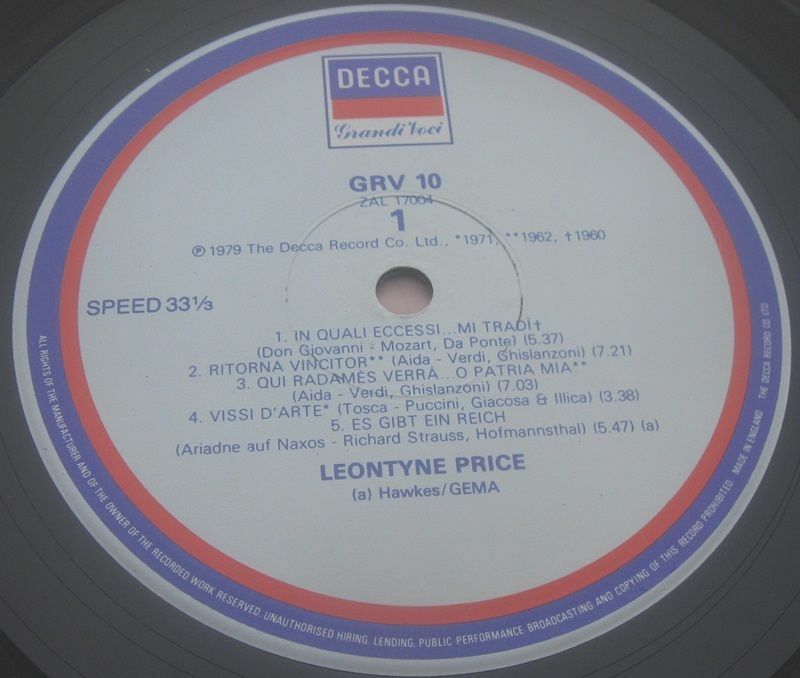 DECCA
Grandi Voci
GRV 10
ZAL 17004
1
℗ 1979 The Decca Record Co. Ltd., *1971, **1962, †1960
SPEED 33⅓
1. IN QUALI ECCESSI...MI TRADÌ†
(Don Giovanni - Mozart, Da Ponte) (5.37)
2. RITORNA VINCITOR** (Aida - Verdi, Ghislanzoni) (7.21)
3. QUI RADAMÈS VERRÀ...O PATRIA MIA**
(Aida - Verdi, Ghislanzoni) (7.03)
4. VISSI D'ARTE* (Tosca - Puccini, Giacosa & Illica) (3.38)
5. ES GIBT EIN REICH
(Ariadne auf Naxos - Richard Strauss, Hofmannsthal) (5.47) (a)
LEONTYNE PRICE
(a) Hawkes/GEMA
ALL RIGHTS OF THE MANUFACTURER AND OF THE OWNER OF THE RECORDED WORK RESERVED. UNAUTHORISED HIRING, LENDING, PUBLIC PERFORMANCE BROADCASTING AND COPYING OF THIS RECORD PROHIBITED. MADE IN ENGLAND THE DECCA RECORD CO LTD